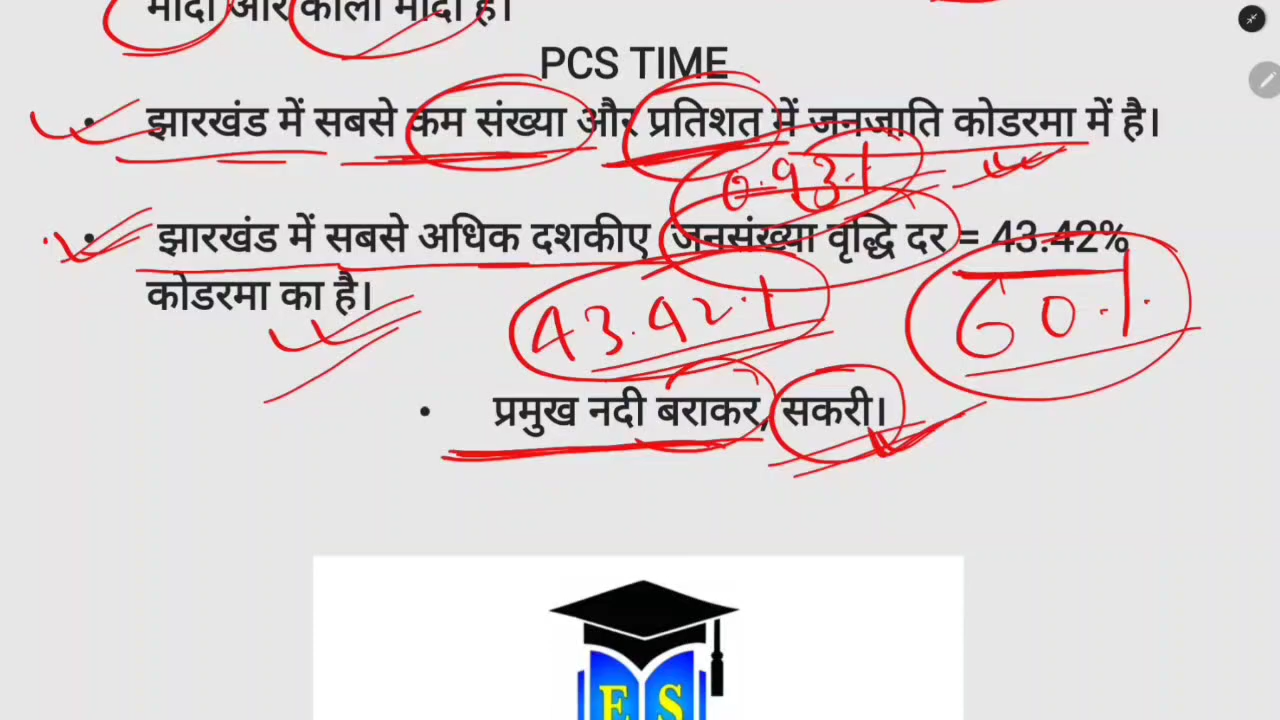 मादी और काली मादी है।
PCS TIME
• झारखंड में सबसे कम संख्या और प्रतिशत में जनजाति कोडरमा में है।
0.93%
• झारखंड में सबसे अधिक दशकीए जनसंख्या वृद्धि दर = 43.42%
कोडरमा का है।
43.42%
60%
• प्रमुख नदी बराकर, सकरी।
E S